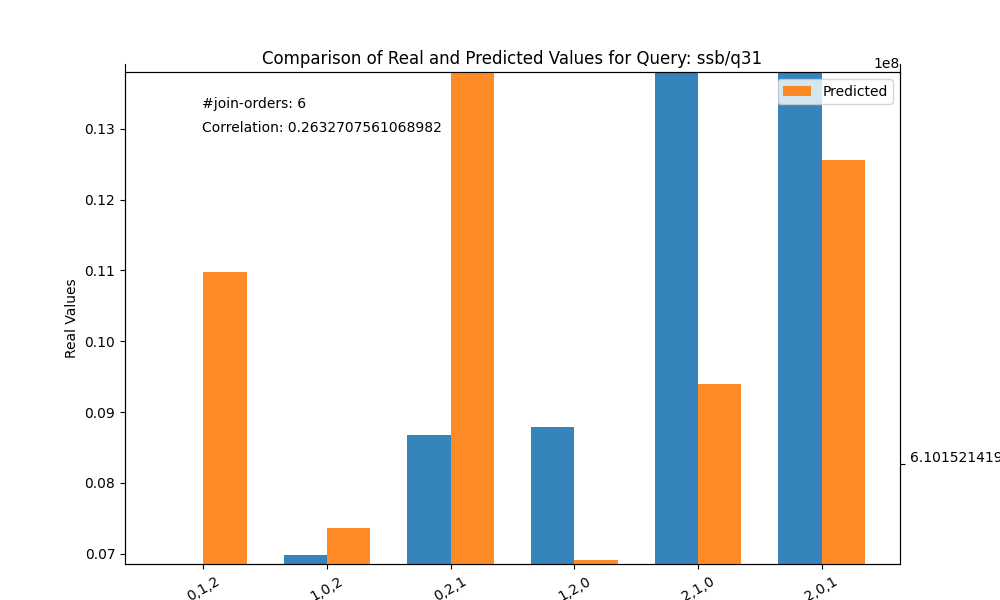 Comparison of Real and Predicted Values for Query: ssb/q31
1e8
Predicted
#join-orders: 6
Correlation: 0.2632707561068982
0.13
0.12
0.11
0.10
0.09
0.08
0.07
Real Values
6.101521419
0,1,2
1,0,2
0,2,1
1,2,0
2,1,0
2,0,1